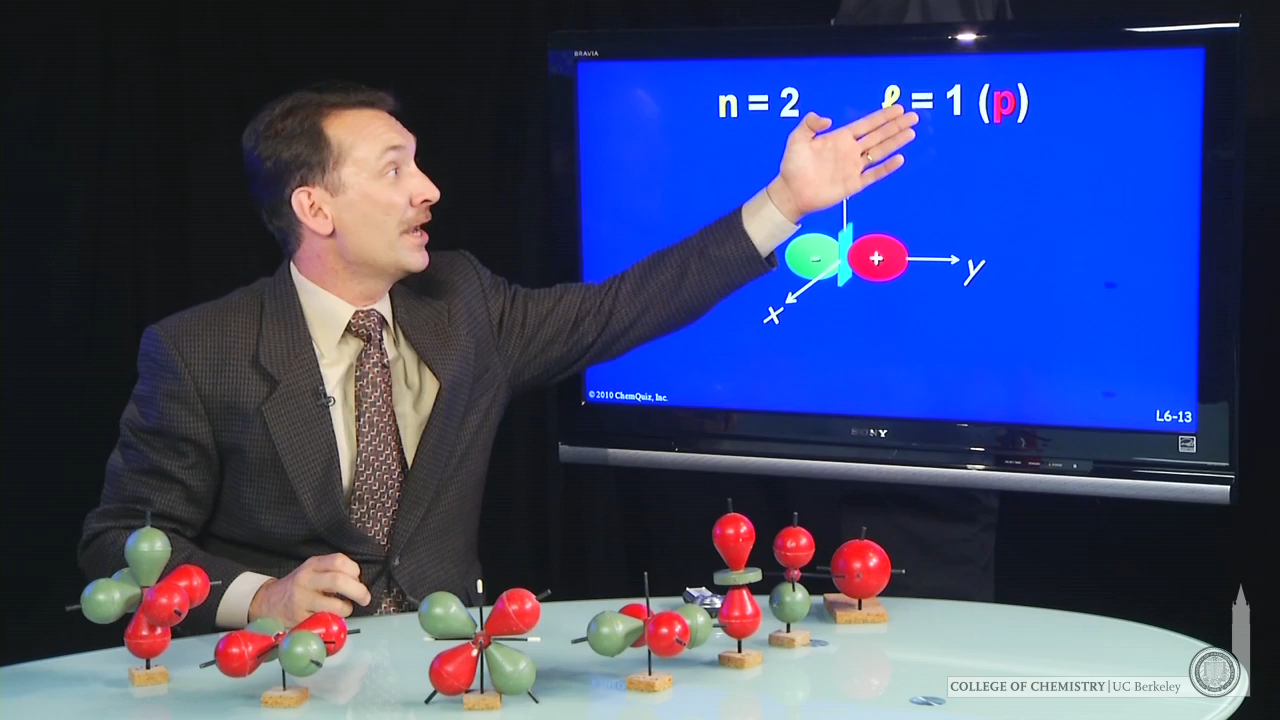 BRAVIA
n = 2 ℓ = 1 (p)
- +
y
x
© 2010 ChemQuiz, Inc.
L6-13
SONY
COLLEGE OF CHEMISTRY | UC Berkeley